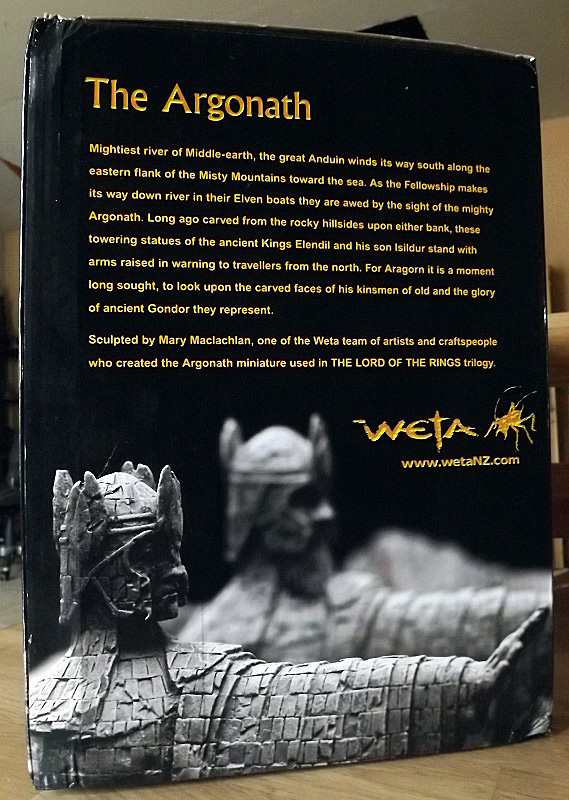 The Argonath
Mightiest river of Middle-earth, the great Anduin winds its way south along the
eastern flank of the Misty Mountains toward the sea. As the Fellowship makes
its way down river in their Elven boats they are awed by the sight of the mighty
Argonath. Long ago carved from the rocky hillsides upon either bank, these
towering statues of the ancient Kings Elendil and his son Isildur stand with
arms raised in warning to travellers from the north. For Aragorn it is a moment
long sought, to look upon the carved faces of his kinsmen of old and the glory
of ancient Gondor they represent.
Sculpted by Mary Maclachlan, one of the Weta team of artists and craftspeople
who created the Argonath miniature used in THE LORD OF THE RINGS trilogy.
WETA
www.wetaNZ.com